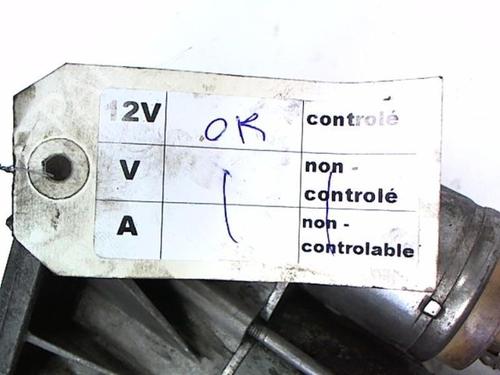 12V OK controlé
V non -
controlé
A non -
controlable